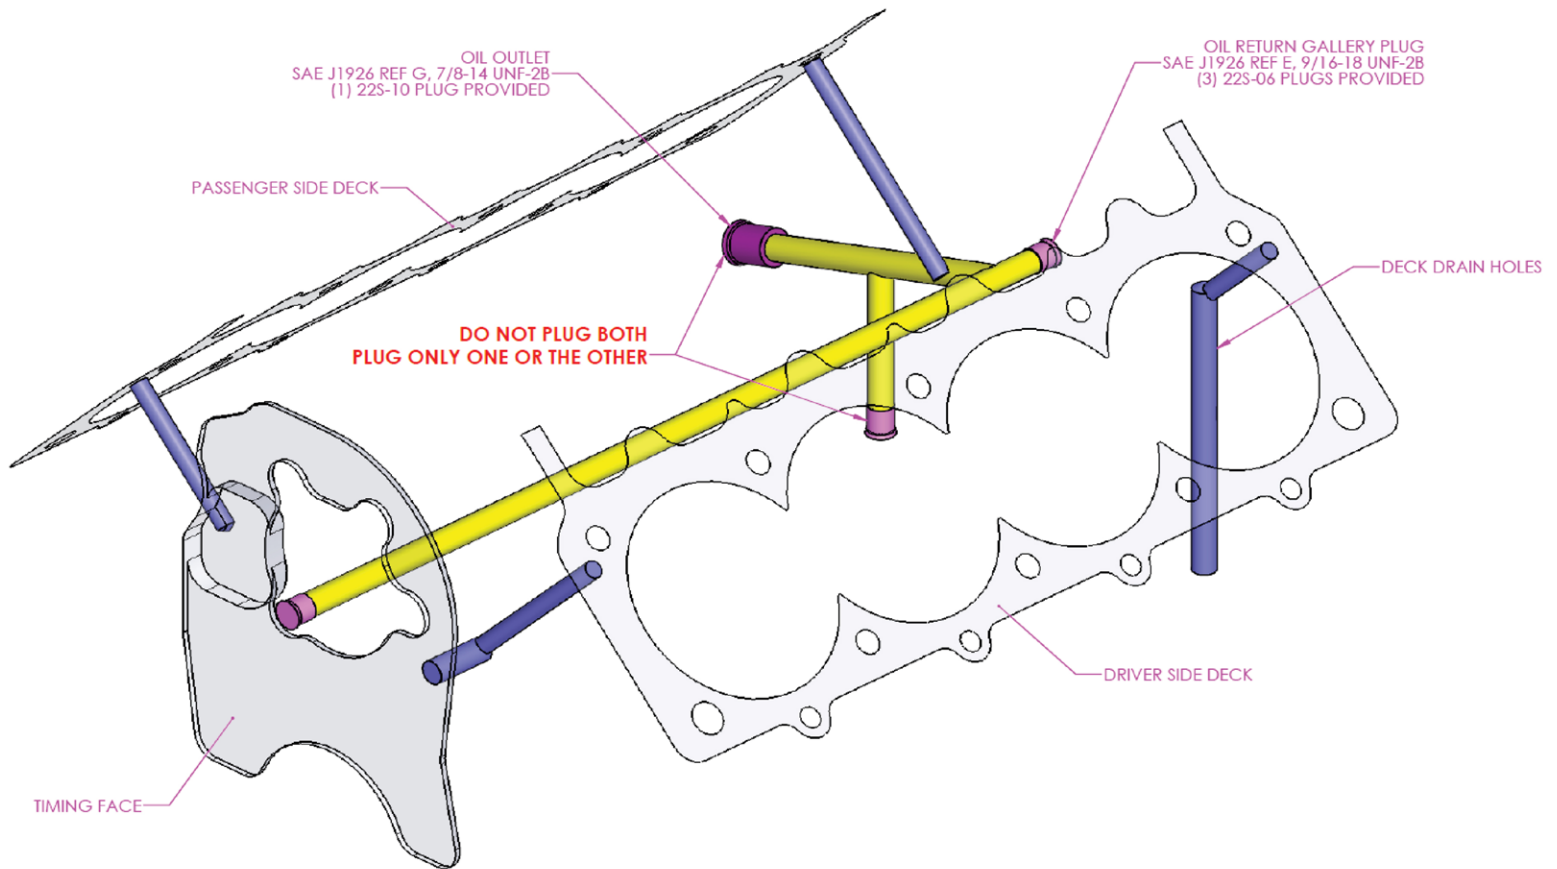 OIL OUTLET
SAE J1926 REF G, 7/8-14 UNF-2B
(1) 22S-10 PLUG PROVIDED
OIL RETURN GALLERY PLUG
SAE J1926 REF E, 9/16-18 UNF-2B
(3) 22S-06 PLUGS PROVIDED
PASSENGER SIDE DECK
DECK DRAIN HOLES
DO NOT PLUG BOTH
PLUG ONLY ONE OR THE OTHER
DRIVER SIDE DECK
TIMING FACE